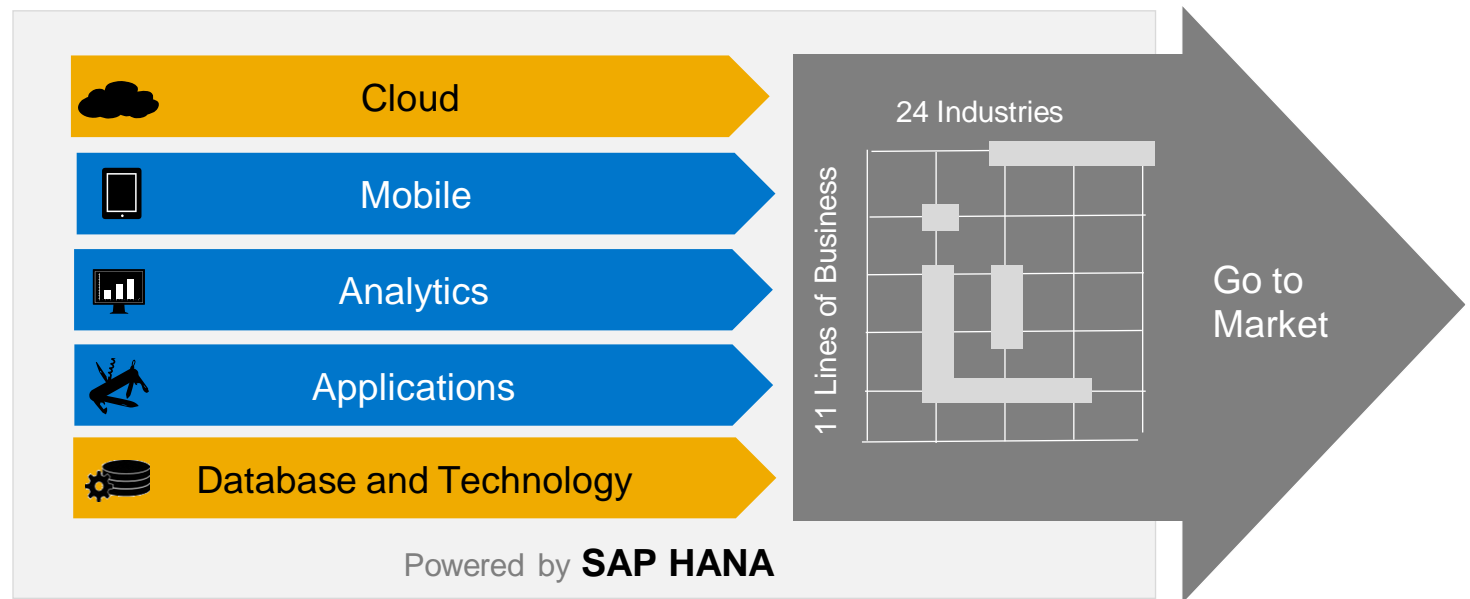 Cloud
Mobile
Analytics
Applications
Database and Technology
Powered by SAP HANA
24 Industries
11 Lines of Business
Go to
Market